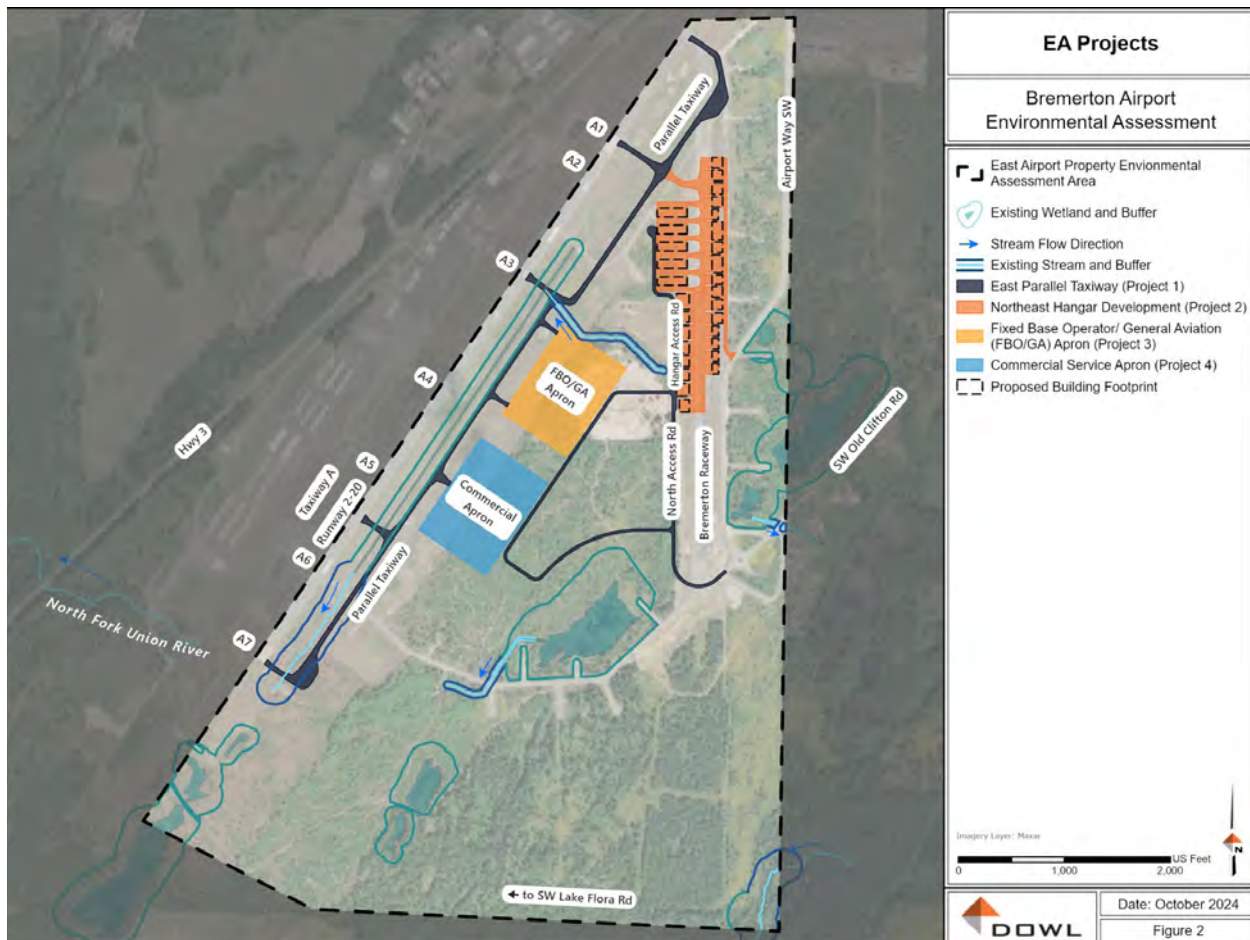 A1
A2
Parallel Taxiway
Airport Way SW
A3
Hangar Access Rd
FBO/GA
Apron
A4
Hwy 3
SW Old Clifton Rd
Taxiway A
Runway 2-20
A5
Commercial
Apron
North Access Rd
Bremerton Raceway
A6
Parallel Taxiway
North Fork Union River
A7
← to SW Lake Flora Rd
EA Projects
Bremerton Airport
Environmental Assessment
East Airport Property Envionmental
Assessment Area
Existing Wetland and Buffer
Stream Flow Direction
Existing Stream and Buffer
East Parallel Taxiway (Project 1)
Northeast Hangar Development (Project 2)
Fixed Base Operator/ General Aviation
(FBO/GA) Apron (Project 3)
Commercial Service Apron (Project 4)
Proposed Building Footprint
Imagery Layer: Maxar
US Feet
0 1,000 2,000
N
DOWL
Date: October 2024
Figure 2